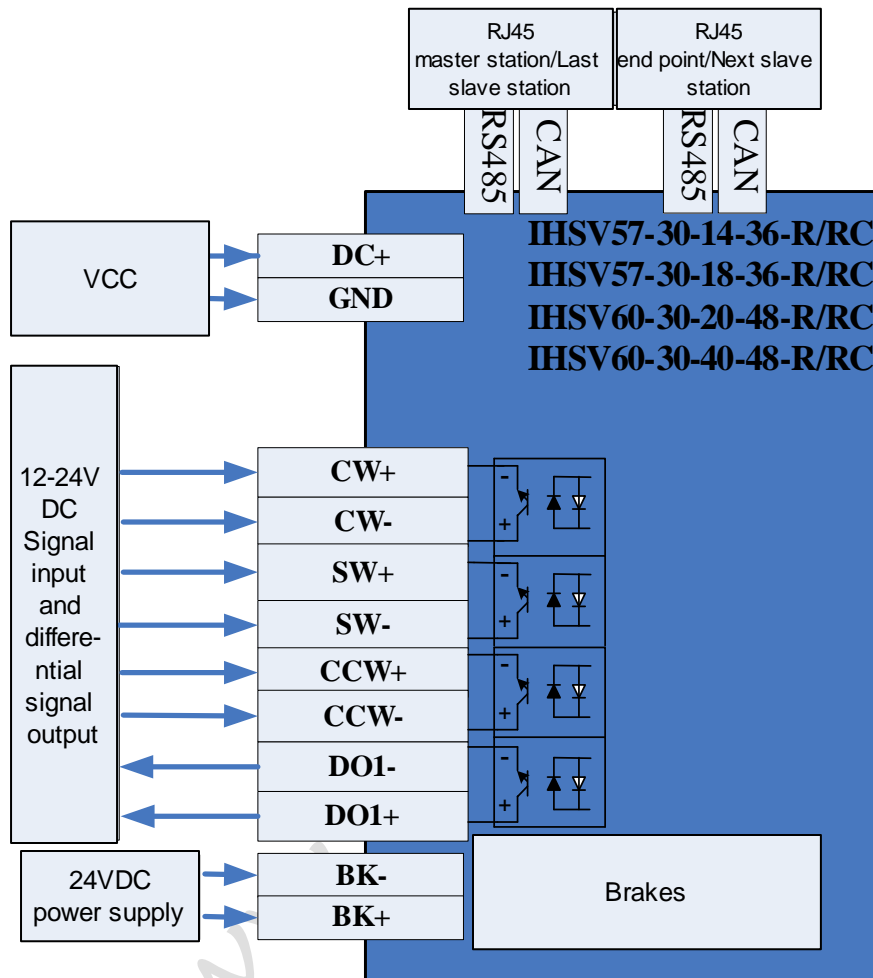 RJ45
master station/Last
slave station
RJ45
end point/Next slave
station
RS485
CAN
RS485
CAN
IHSV57-30-14-36-R/RC
IHSV57-30-18-36-R/RC
IHSV60-30-20-48-R/RC
IHSV60-30-40-48-R/RC
VCC
DC+
GND
12-24V
DC
Signal
input
and
differe-
ntial
signal
output
CW+
CW-
SW+
SW-
CCW+
CCW-
DO1-
DO1+
-
+
-
+
-
+
-
+
24VDC
power supply
BK-
BK+
Brakes